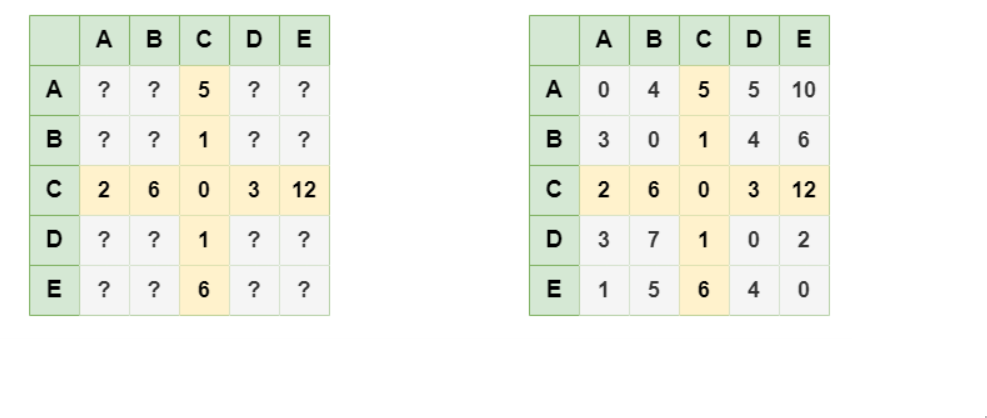 A B C D E
A ? ? 5 ? ?
B ? ? 1 ? ?
C 2 6 0 3 12
D ? ? 1 ? ?
E ? ? 6 ? ?
A B C D E
A 0 4 5 5 10
B 3 0 1 4 6
C 2 6 0 3 12
D 3 7 1 0 2
E 1 5 6 4 0